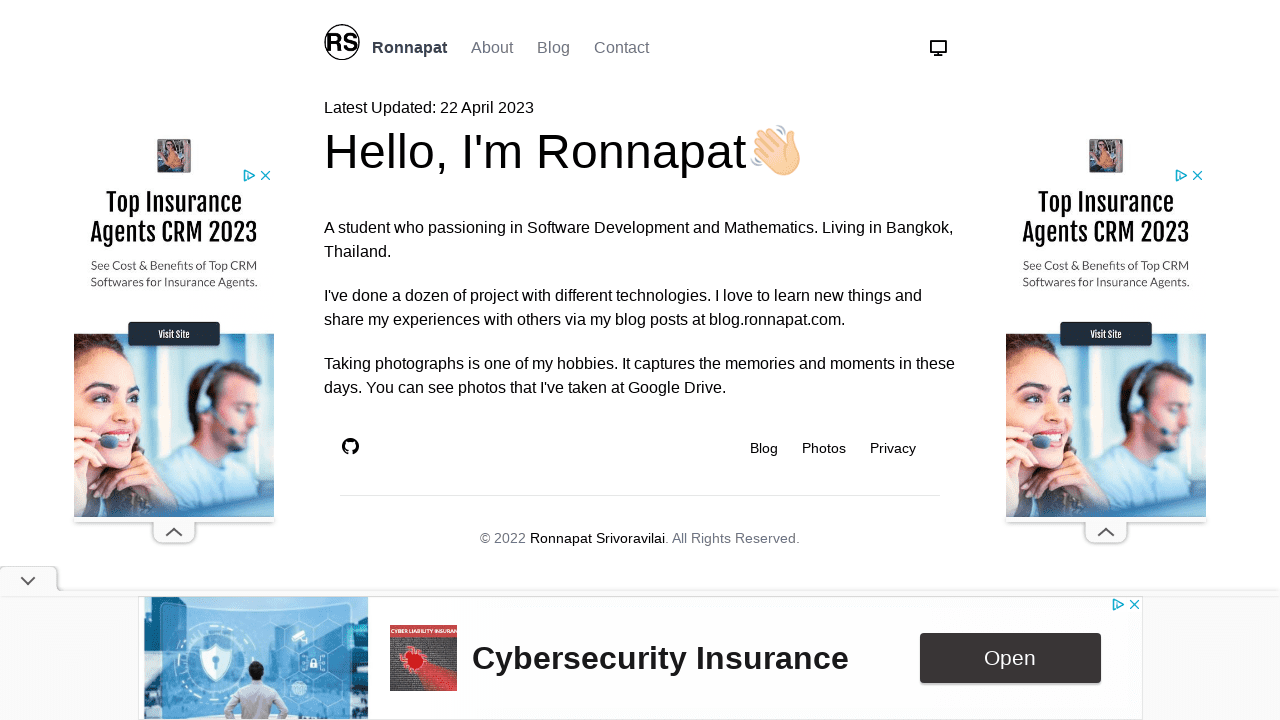 RS Ronnapat About Blog Contact
Latest Updated: 22 April 2023
Hello, I'm Ronnapat👋🏻
A student who passioning in Software Development and Mathematics. Living in Bangkok,
Thailand.
I've done a dozen of project with different technologies. I love to learn new things and
share my experiences with others via my blog posts at blog.ronnapat.com.
Taking photographs is one of my hobbies. It captures the memories and moments in these
days. You can see photos that I've taken at Google Drive.
Blog Photos Privacy
© 2022 Ronnapat Srivoravilai. All Rights Reserved.
Top Insurance
Agents CRM 2023
See Cost & Benefits of Top CRM
Softwares for Insurance Agents.
Visit Site
Top Insurance
Agents CRM 2023
See Cost & Benefits of Top CRM
Softwares for Insurance Agents.
Visit Site
CYBER LIABILITY INSURAN
Cybersecurity Insurance
Open